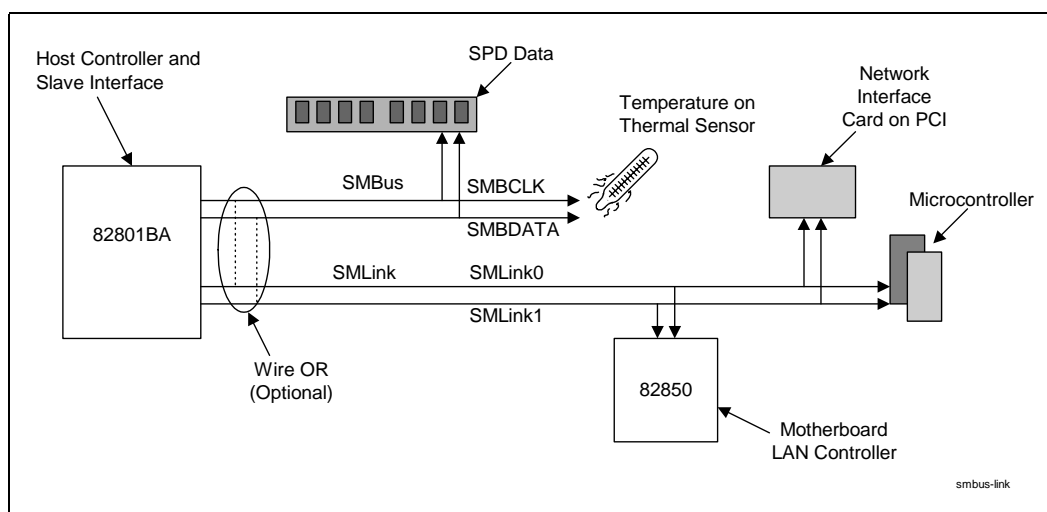 Host Controller and
Slave Interface
SPD Data
Temperature on
Thermal Sensor
Network
Interface
Card on PCI
Microcontroller
82801BA
SMBus
SMBCLK
SMBDATA
SMLink
SMLink0
SMLink1
Wire OR
(Optional)
82850
Motherboard
LAN Controller
smbus-link